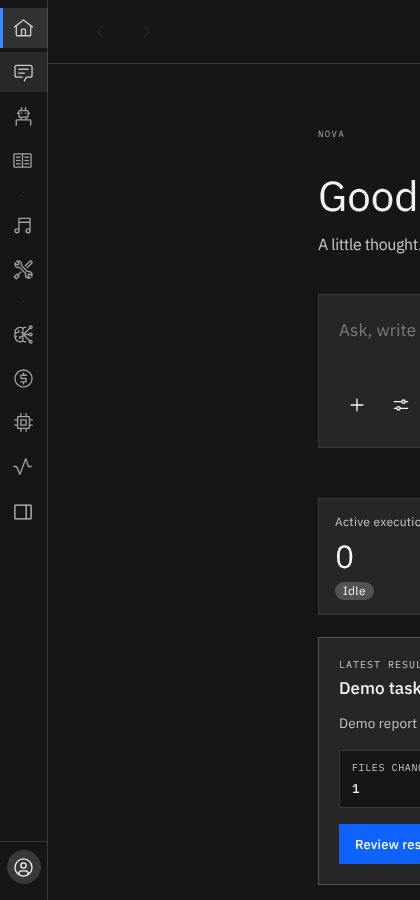 NOVA
Good
A little thought.
Ask, write
Active executio
0
Idle
LATEST RESUL
Demo task
Demo report
FILES CHANG
1
Review res